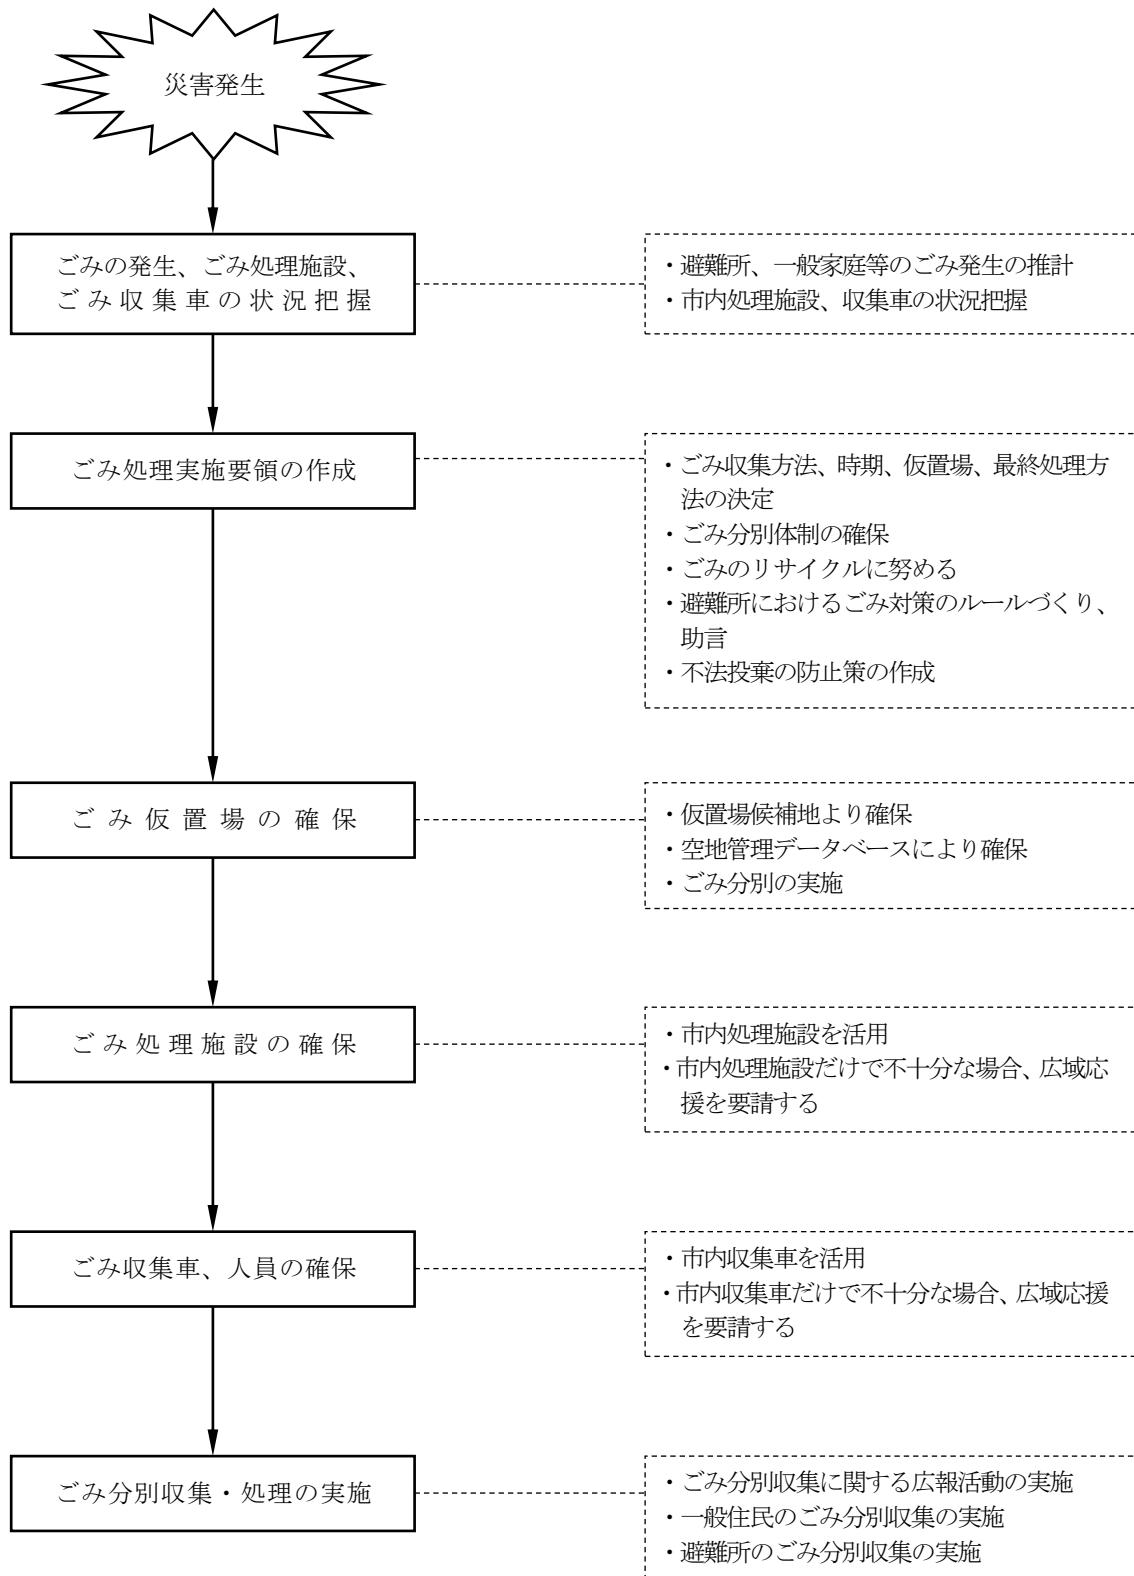 災害発生
ごみの発生、ごみ処理施設、
ごみ収集車の状況把握
・避難所、一般家庭等のごみ発生の推計
・市内処理施設、収集車の状況把握
ごみ処理実施要領の作成
・ごみ収集方法、時期、仮置場、最終処理方
法の決定
・ごみ分別体制の確保
・ごみのリサイクルに努める
・避難所におけるごみ対策のルールづくり、
助言
・不法投棄の防止策の作成
ごみ仮置場の確保
・仮置場候補地より確保
・空地管理データベースにより確保
・ごみ分別の実施
ごみ処理施設の確保
・市内処理施設を活用
・市内処理施設だけで不十分な場合、広域応
援を要請する
ごみ収集車、人員の確保
・市内収集車を活用
・市内収集車だけで不十分な場合、広域応援
を要請する
ごみ分別収集・処理の実施
・ごみ分別収集に関する広報活動の実施
・一般住民のごみ分別収集の実施
・避難所のごみ分別収集の実施